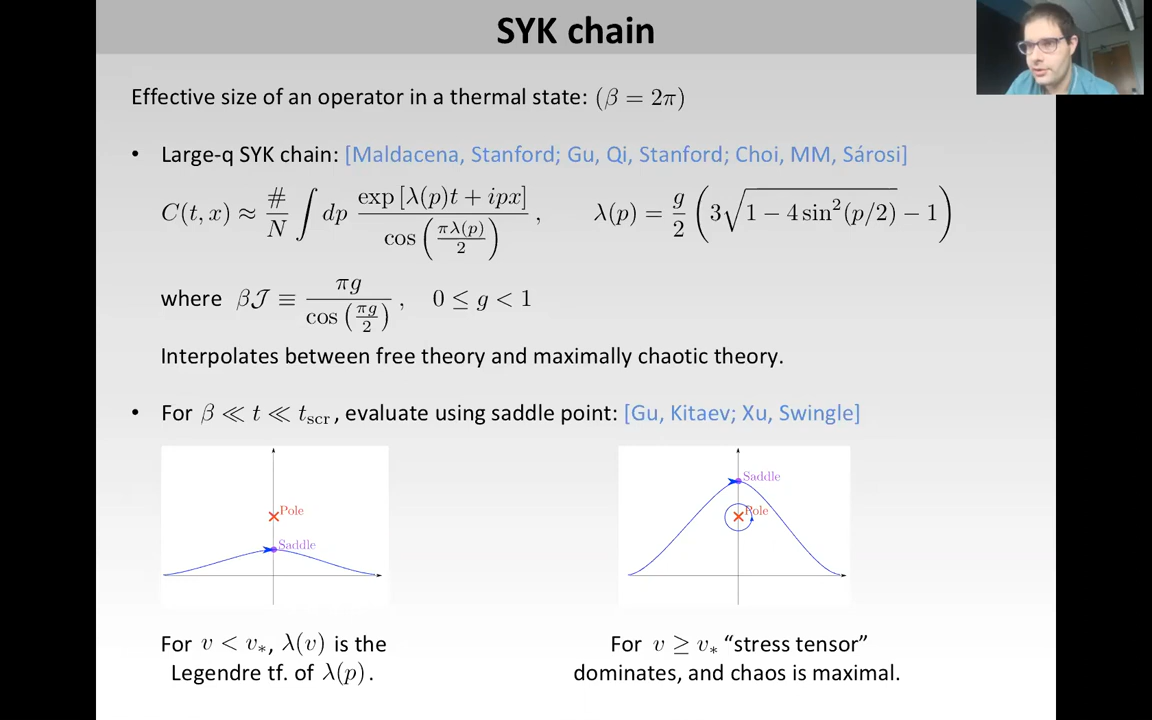 SYK chain
Effective size of an operator in a thermal state: (β = 2π)
• Large-q SYK chain: [Maldacena, Stanford; Gu, Qi, Stanford; Choi, MM, Sárosi]
C(t, x) ≈ #/N ∫ dp exp [λ(p)t + ipx] / cos (πλ(p)/2) , λ(p) = g/2 (3√(1 − 4 sin²(p/2)) − 1)
where β𝒥 ≡ πg / cos (πg/2) , 0 ≤ g < 1
Interpolates between free theory and maximally chaotic theory.
• For β ≪ t ≪ t_scr, evaluate using saddle point: [Gu, Kitaev; Xu, Swingle]
Pole
Saddle
Saddle
Pole
For v < v_*, λ(v) is the
Legendre tf. of λ(p).
For v ≥ v_* “stress tensor”
dominates, and chaos is maximal.